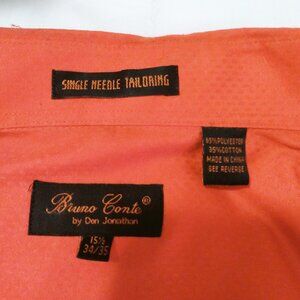 SINGLE NEEDLE TAILORING
65% POLYESTER
35% COTTON
MADE IN CHINA
SEE REVERSE
Bruno Conte®
by Don Jonathan
15½
34/35